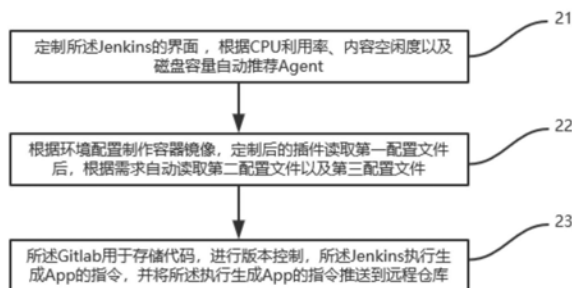 21
定制所述Jenkins的界面，根据CPU利用率、内容空闲度以及
磁盘容量自动推荐Agent
22
根据环境配置制作容器镜像，定制后的插件读取第一配置文件
后，根据需求自动读取第二配置文件以及第三配置文件
23
所述Gitlab用于存储代码，进行版本控制，所述Jenkins执行生
成App的指令，并将所述执行生成App的指令推送到远程仓库